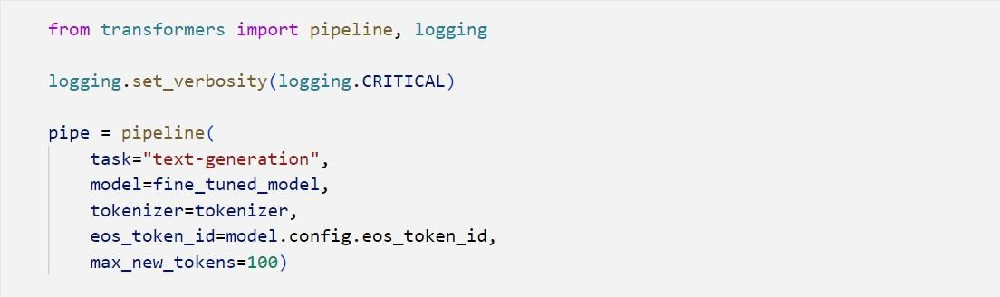 from transformers import pipeline, logging
logging.set_verbosity(logging.CRITICAL)
pipe = pipeline(
    task="text-generation",
    model=fine_tuned_model,
    tokenizer=tokenizer,
    eos_token_id=model.config.eos_token_id,
    max_new_tokens=100)